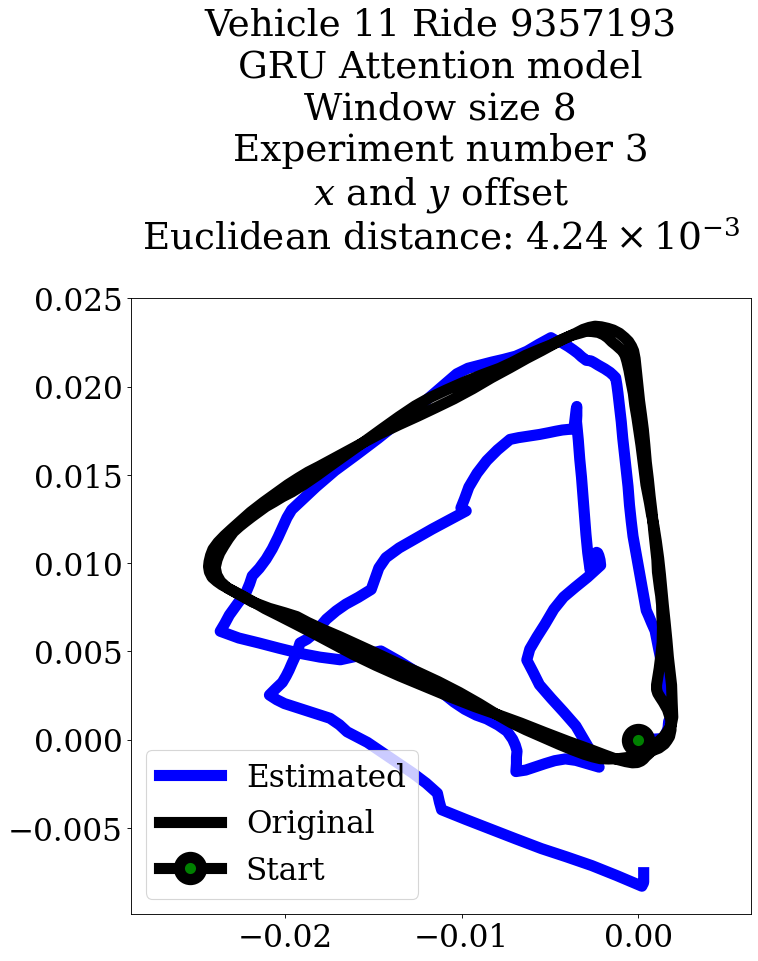 Vehicle 11 Ride 9357193
GRU Attention model
Window size 8
Experiment number 3
x and y offset
Euclidean distance: 4.24 × 10⁻³
0.025
0.020
0.015
0.010
0.005
0.000
−0.005
Estimated
Original
Start
−0.02 −0.01 0.00